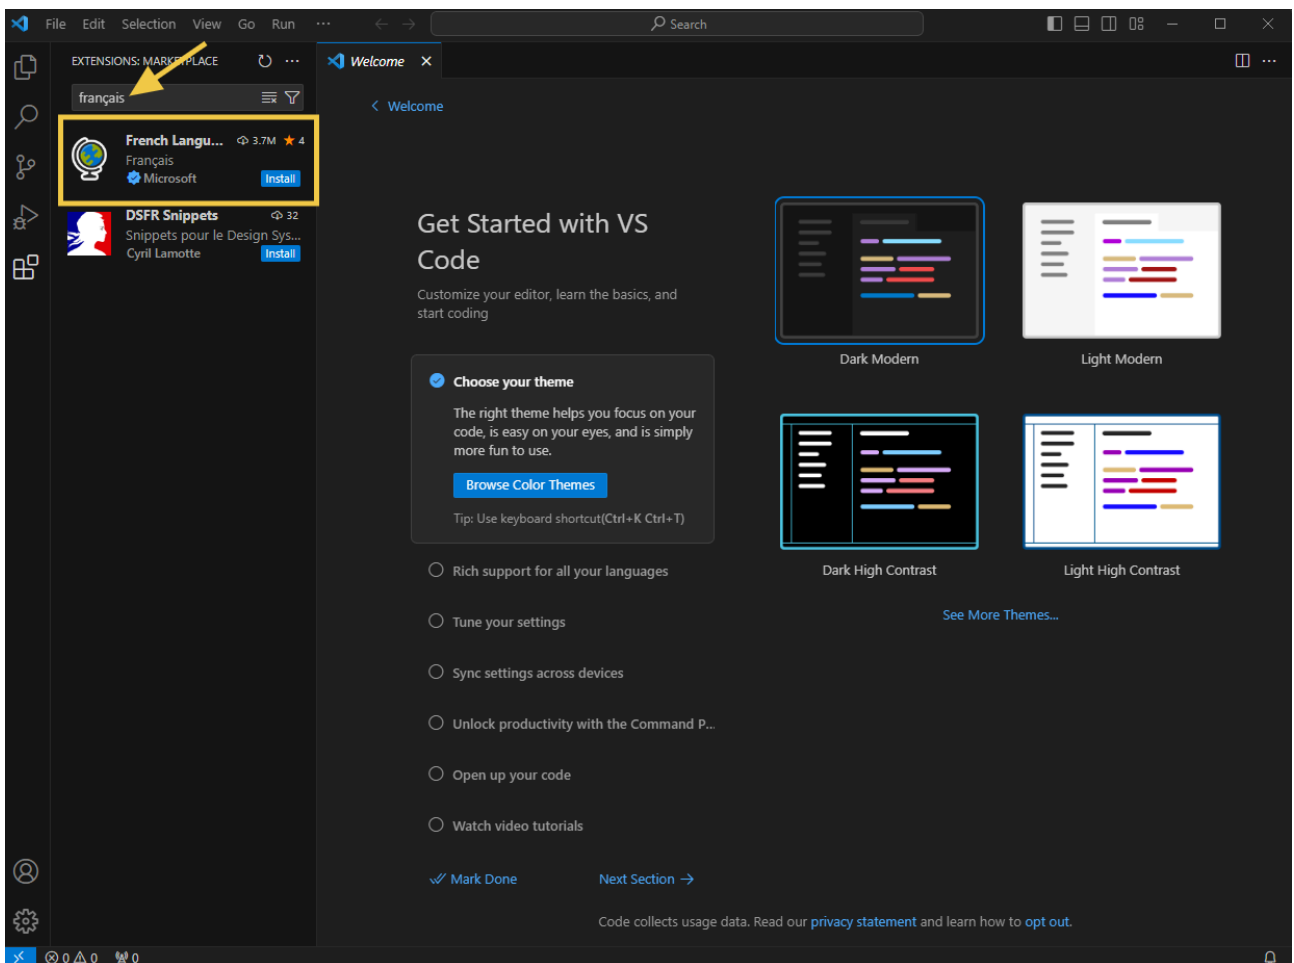 File Edit Selection View Go Run ··· Search
EXTENSIONS: MARKETPLACE
Welcome
français
Welcome
French Langu... 3.7M ★ 4
Français
Microsoft Install
DSFR Snippets 32
Snippets pour le Design Sys...
Cyril Lamotte Install
Get Started with VS
Code
Customize your editor, learn the basics, and
start coding
Choose your theme
The right theme helps you focus on your
code, is easy on your eyes, and is simply
more fun to use.
Browse Color Themes
Tip: Use keyboard shortcut(Ctrl+K Ctrl+T)
Rich support for all your languages
Tune your settings
Sync settings across devices
Unlock productivity with the Command P...
Open up your code
Watch video tutorials
Mark Done Next Section →
Dark Modern Light Modern
Dark High Contrast Light High Contrast
See More Themes...
Code collects usage data. Read our privacy statement and learn how to opt out.
0 0 0